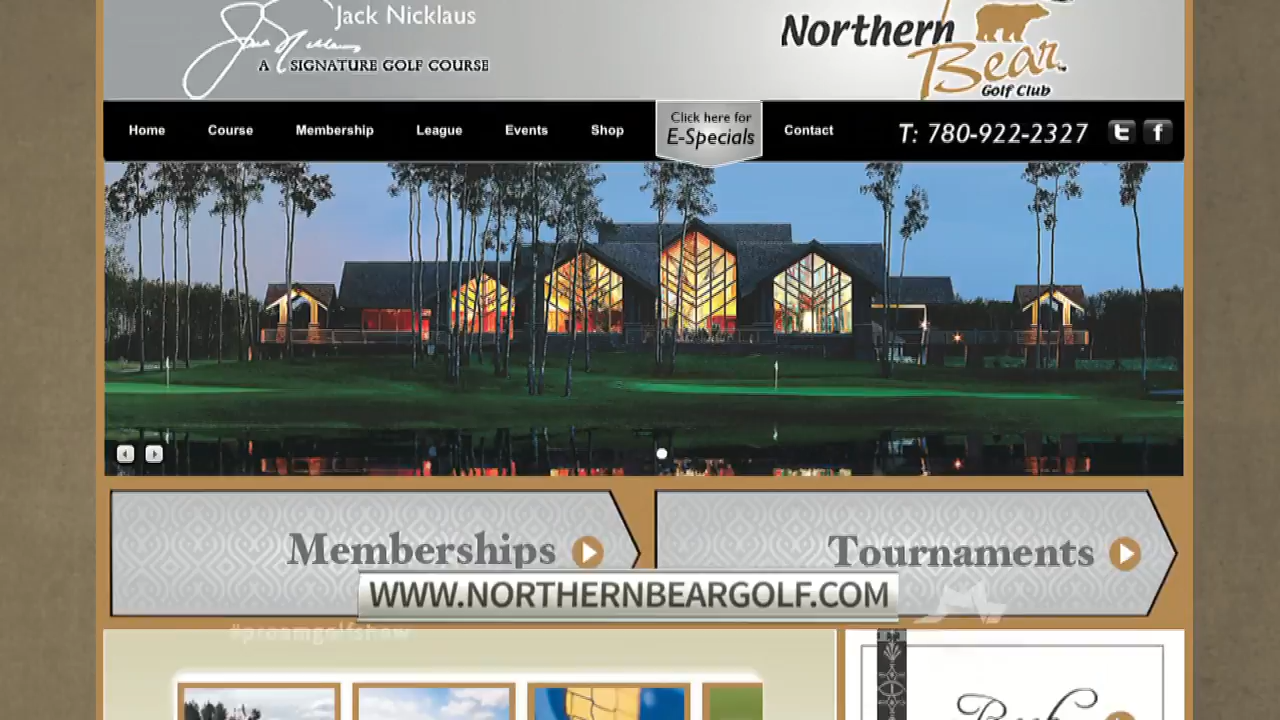 Jack Nicklaus
A SIGNATURE GOLF COURSE
Northern
Bear
Golf Club
Home Course Membership League Events Shop Click here for E-Specials Contact T: 780-922-2327
Memberships
Tournaments
WWW.NORTHERNBEARGOLF.COM
#proamgolfshow
Book